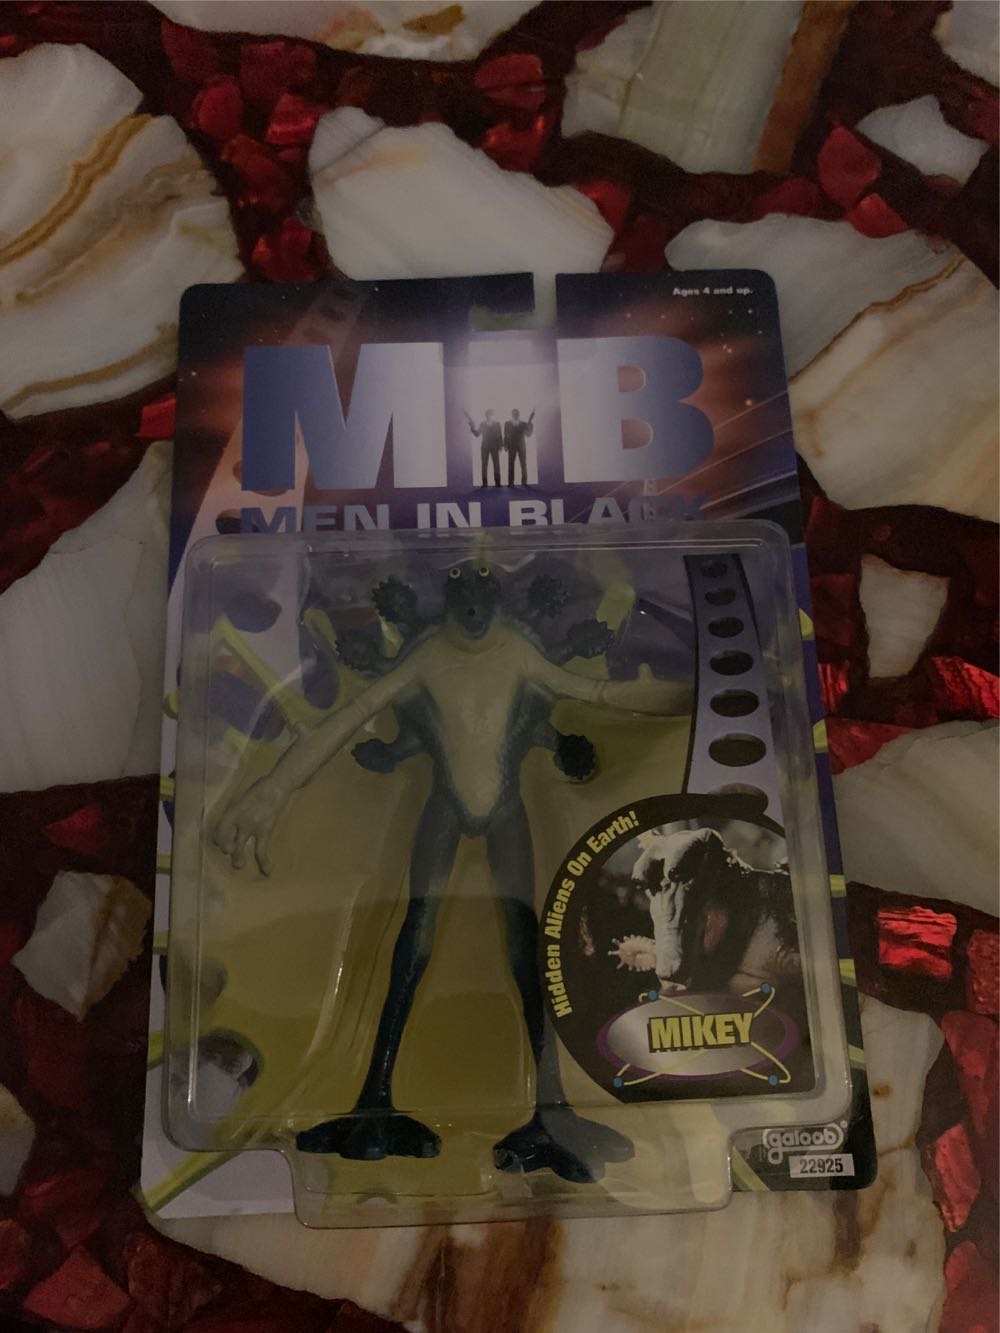 Ages 4 and up.
MIB
MEN IN BLACK
Hidden Aliens On Earth!
MIKEY
galoob®
22925